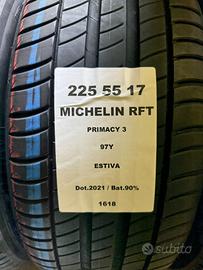 225 55 17
MICHELIN RFT
PRIMACY 3
97Y
ESTIVA
Dot.2021 / Bat.90%
1618
subito